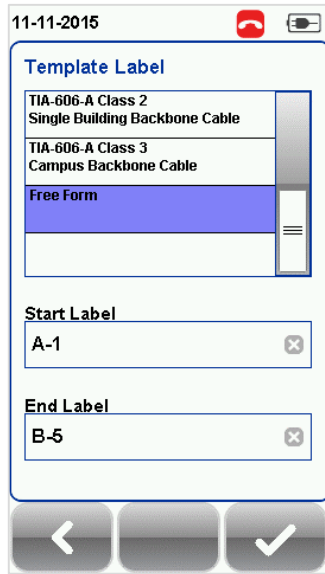 11-11-2015
Template Label
TIA-606-A Class 2
Single Building Backbone Cable
TIA-606-A Class 3
Campus Backbone Cable
Free Form
Start Label
A-1
End Label
B-5